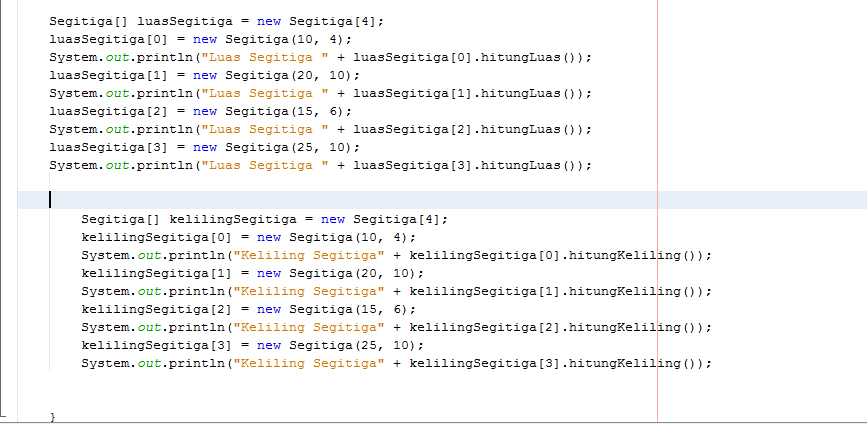 Segitiga[] luasSegitiga = new Segitiga[4];
luasSegitiga[0] = new Segitiga(10, 4);
System.out.println("Luas Segitiga " + luasSegitiga[0].hitungLuas());
luasSegitiga[1] = new Segitiga(20, 10);
System.out.println("Luas Segitiga " + luasSegitiga[1].hitungLuas());
luasSegitiga[2] = new Segitiga(15, 6);
System.out.println("Luas Segitiga " + luasSegitiga[2].hitungLuas());
luasSegitiga[3] = new Segitiga(25, 10);
System.out.println("Luas Segitiga " + luasSegitiga[3].hitungLuas());
Segitiga[] kelilingSegitiga = new Segitiga[4];
kelilingSegitiga[0] = new Segitiga(10, 4);
System.out.println("Keliling Segitiga" + kelilingSegitiga[0].hitungKeliling());
kelilingSegitiga[1] = new Segitiga(20, 10);
System.out.println("Keliling Segitiga" + kelilingSegitiga[1].hitungKeliling());
kelilingSegitiga[2] = new Segitiga(15, 6);
System.out.println("Keliling Segitiga" + kelilingSegitiga[2].hitungKeliling());
kelilingSegitiga[3] = new Segitiga(25, 10);
System.out.println("Keliling Segitiga" + kelilingSegitiga[3].hitungKeliling());
}